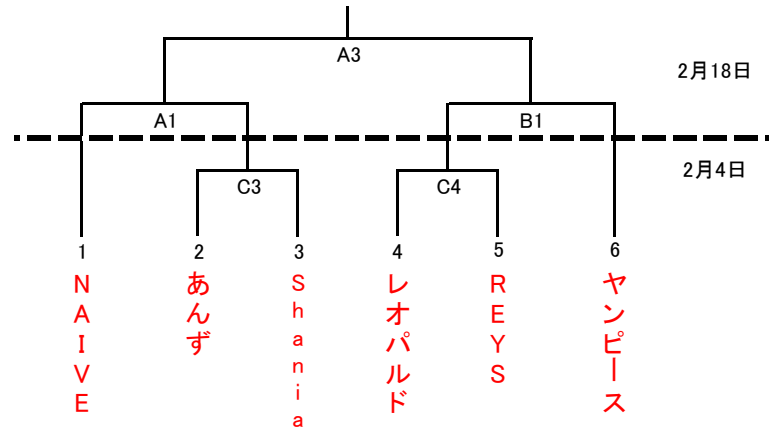 A3
2月18日
A1
B1
2月4日
C3
C4
1
2
3
4
5
6
NAIVE
あんず
Shania
レオパルド
REYS
ヤンピース